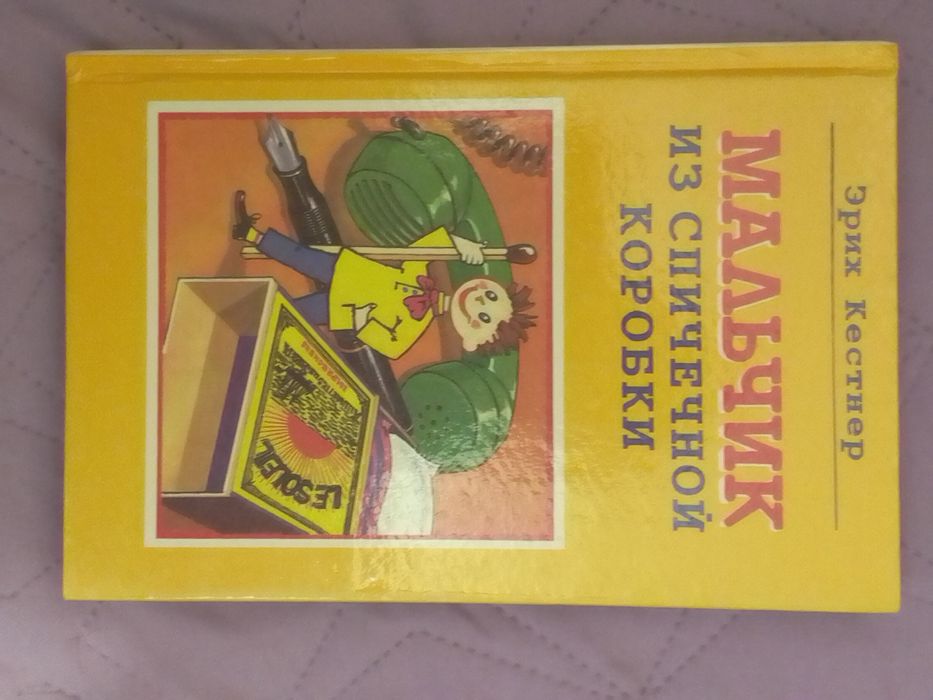 Эрих Кестнер
МАЛЬЧИК
ИЗ СПИЧЕЧНОЙ
КОРОБКИ
LE SOLEIL